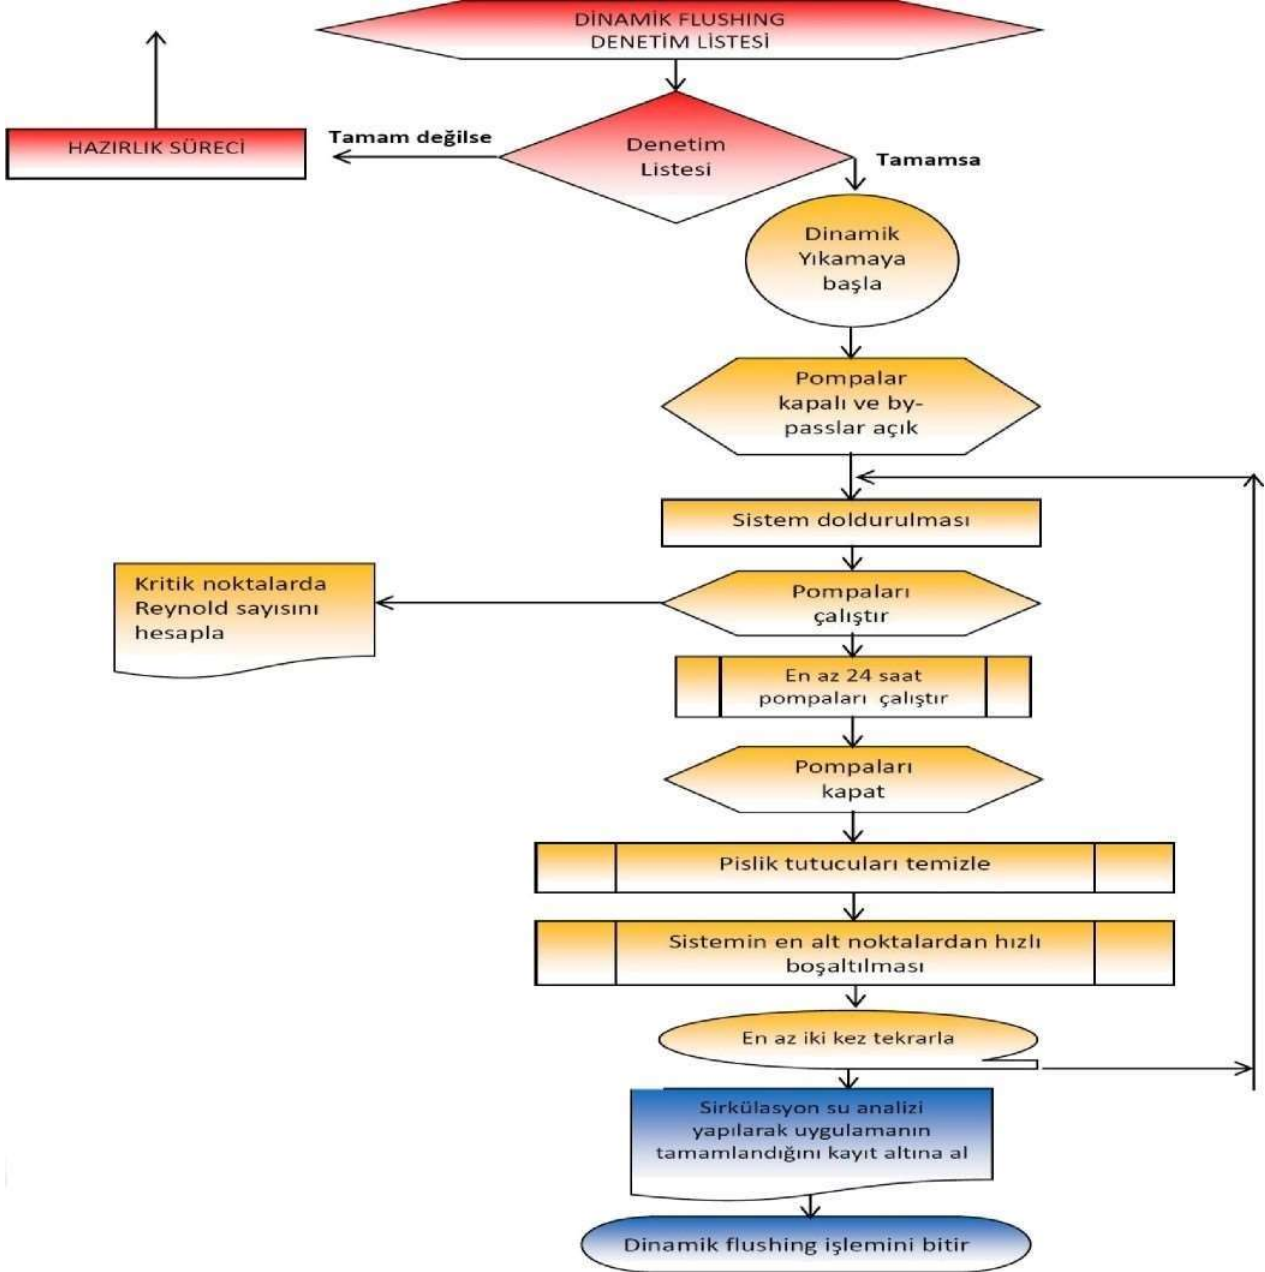 DİNAMİK FLUSHING
DENETİM LİSTESİ
HAZIRLIK SÜRECİ
Tamam değilse
Denetim
Listesi
Tamamsa
Dinamik
Yıkamaya
başla
Pompalar
kapalı ve by-
passlar açık
Sistem doldurulması
Kritik noktalarda
Reynold sayısını
hesapla
Pompaları
çalıştır
En az 24 saat
pompaları çalıştır
Pompaları
kapat
Pislik tutucuları temizle
Sistemin en alt noktalardan hızlı
boşaltılması
En az iki kez tekrarla
Sirkülasyon su analizi
yapılarak uygulamanın
tamamlandığını kayıt altına al
Dinamik flushing işlemini bitir